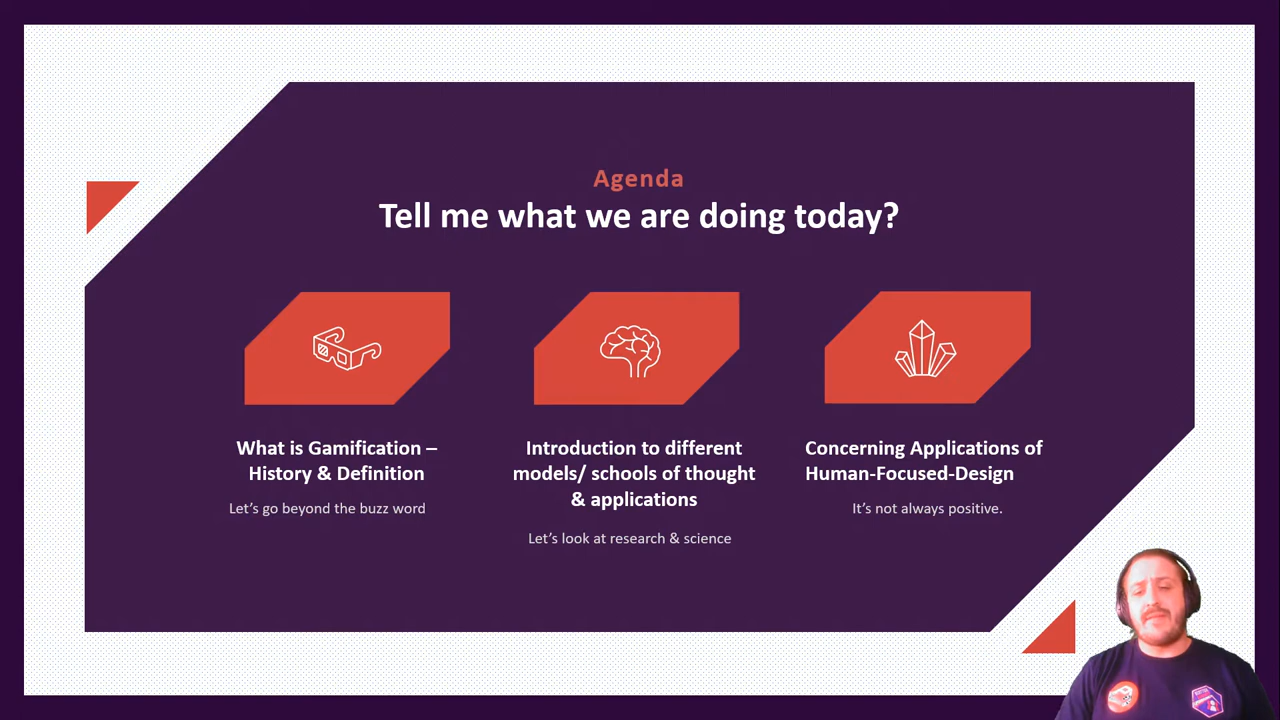 Agenda
Tell me what we are doing today?
What is Gamification –
History & Definition
Let's go beyond the buzz word
Introduction to different
models/ schools of thought
& applications
Let's look at research & science
Concerning Applications of
Human-Focused-Design
It's not always positive.